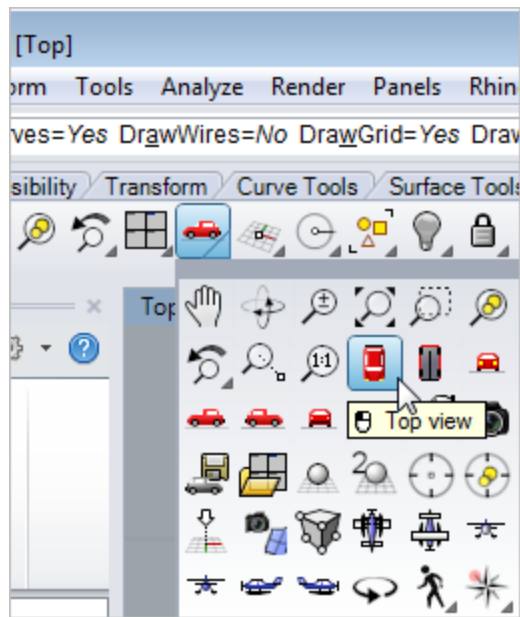 [Top]
orm Tools Analyze Render Panels Rhin
ves=Yes DrawWires=No DrawGrid=Yes Draw
sibility Transform Curve Tools Surface Tools
Top
1:1
Top view
2